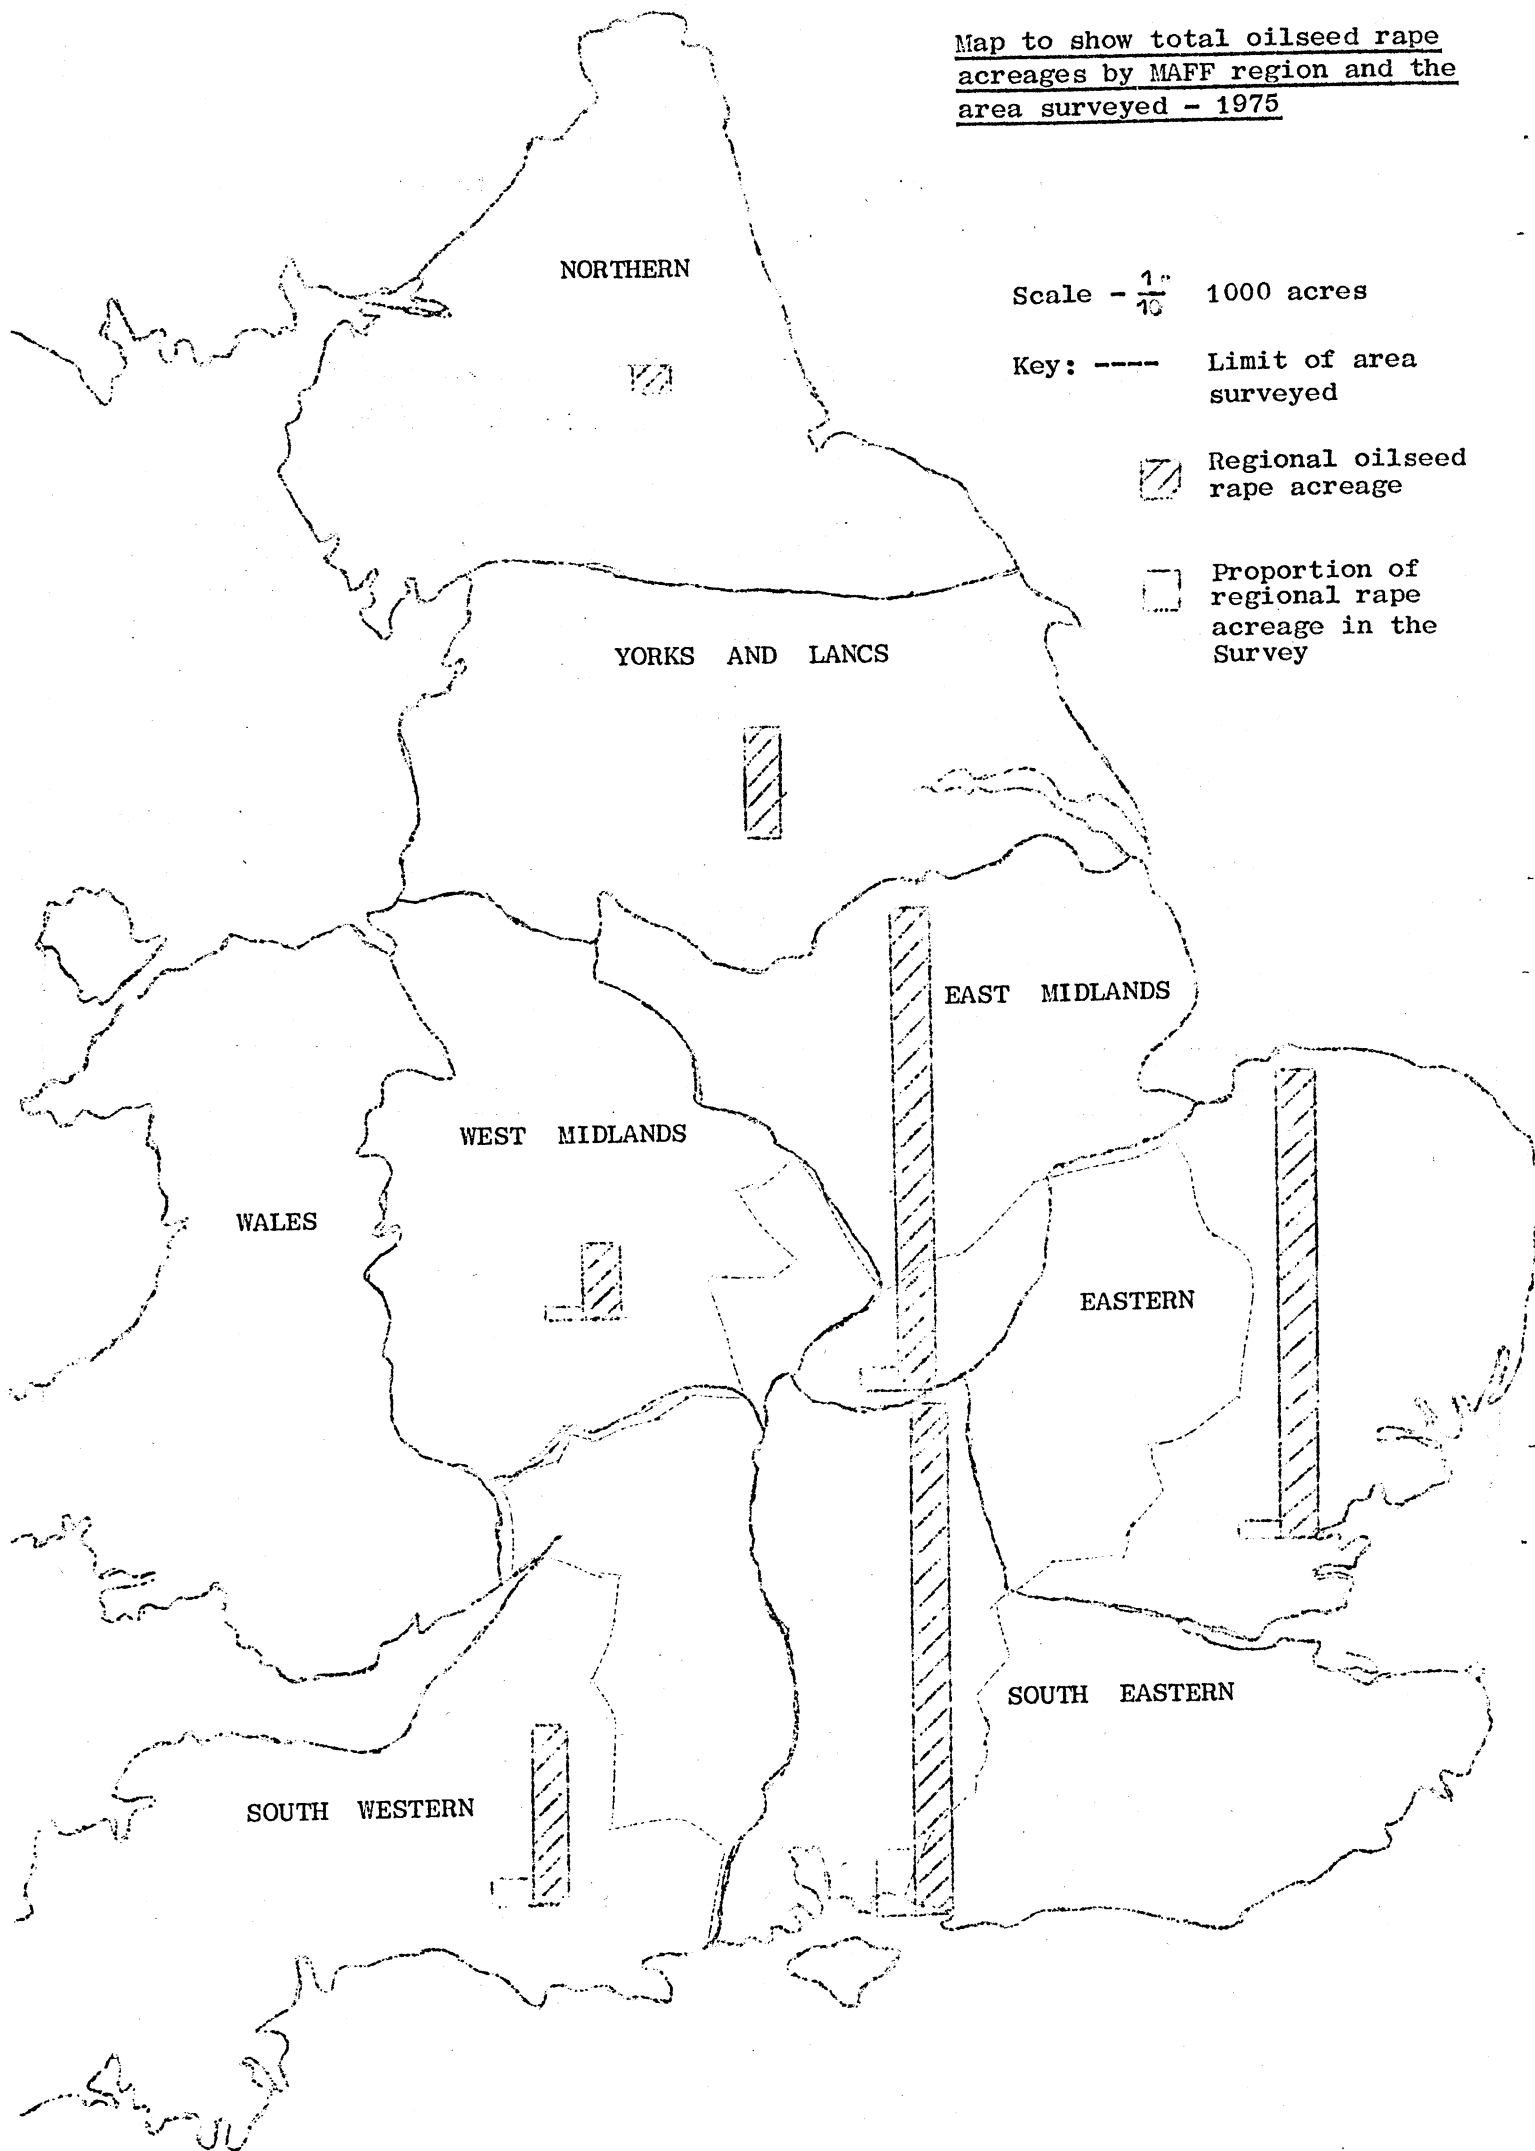 Map to show total oilseed rape
acreages by MAFF region and the
area surveyed - 1975
NORTHERN
Scale - 1"/10 1000 acres
Key: ---- Limit of area
surveyed
Regional oilseed
rape acreage
Proportion of
regional rape
acreage in the
Survey
YORKS AND LANCS
EAST MIDLANDS
WEST MIDLANDS
WALES
EASTERN
SOUTH EASTERN
SOUTH WESTERN